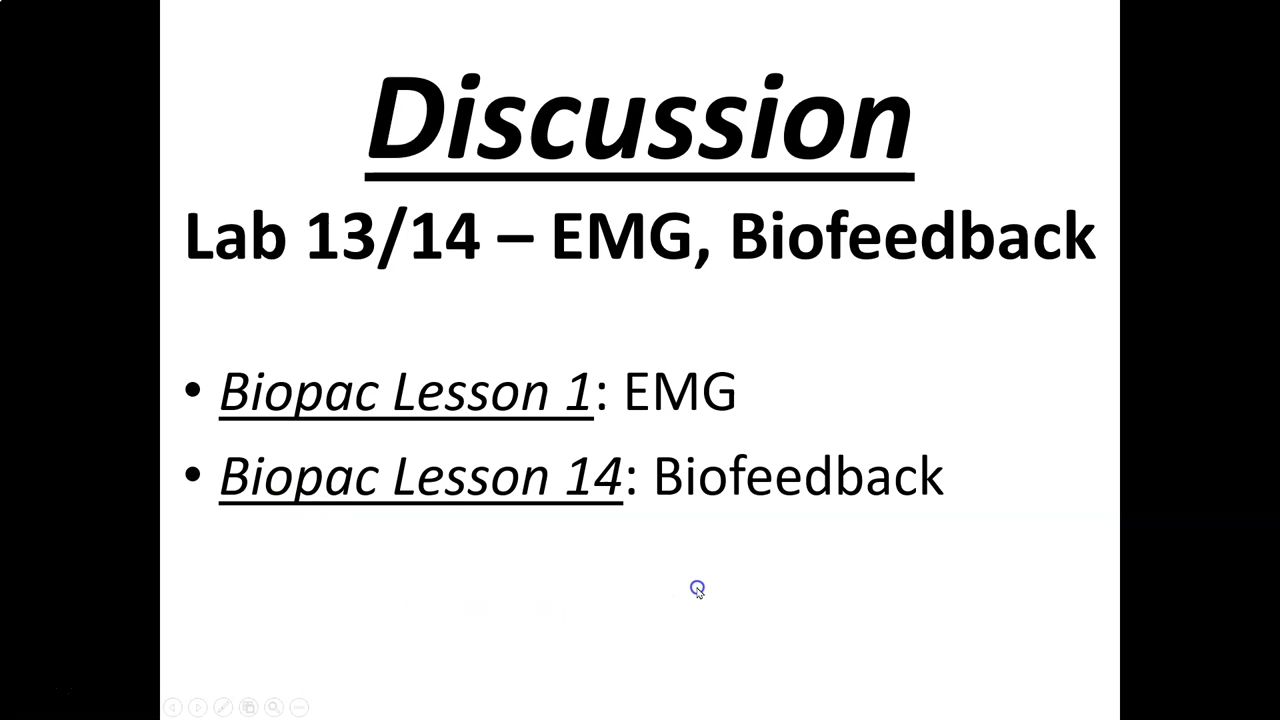 Discussion
Lab 13/14 – EMG, Biofeedback
• Biopac Lesson 1: EMG
• Biopac Lesson 14: Biofeedback